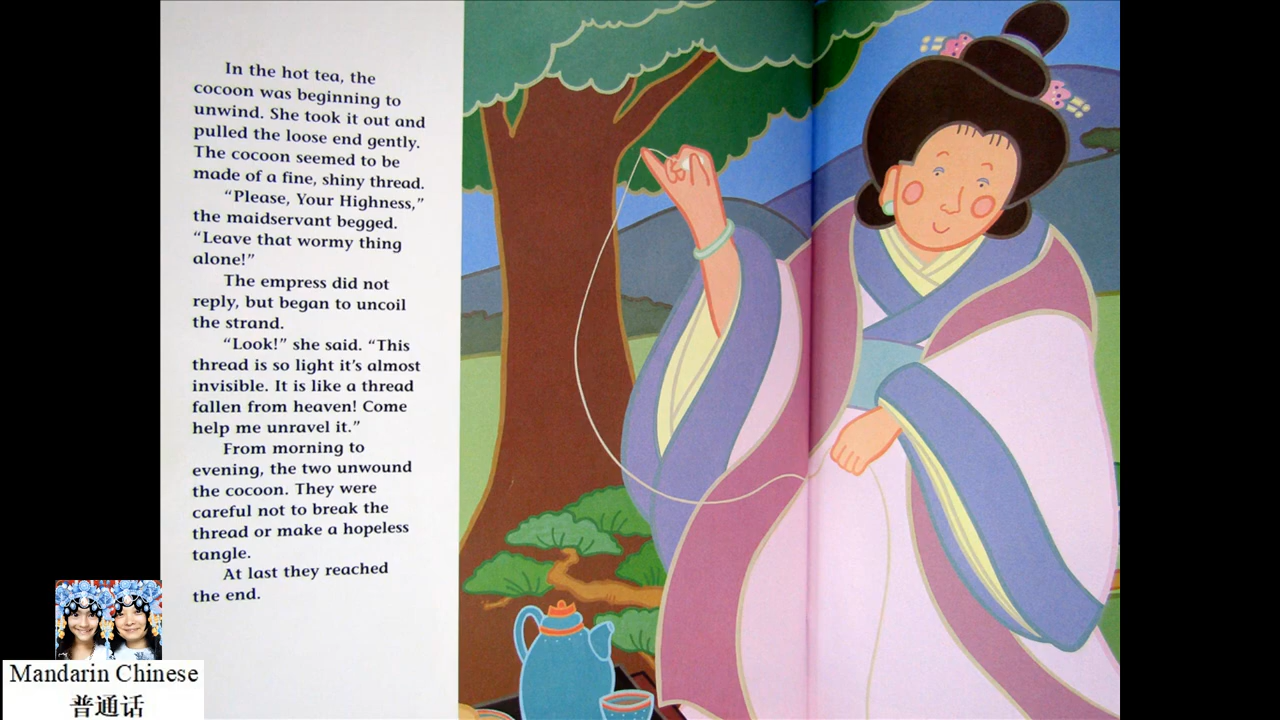 In the hot tea, the
cocoon was beginning to
unwind. She took it out and
pulled the loose end gently.
The cocoon seemed to be
made of a fine, shiny thread.
“Please, Your Highness,”
the maidservant begged.
“Leave that wormy thing
alone!”
The empress did not
reply, but began to uncoil
the strand.
“Look!” she said. “This
thread is so light it’s almost
invisible. It is like a thread
fallen from heaven! Come
help me unravel it.”
From morning to
evening, the two unwound
the cocoon. They were
careful not to break the
thread or make a hopeless
tangle.
At last they reached
the end.
Mandarin Chinese
普通话